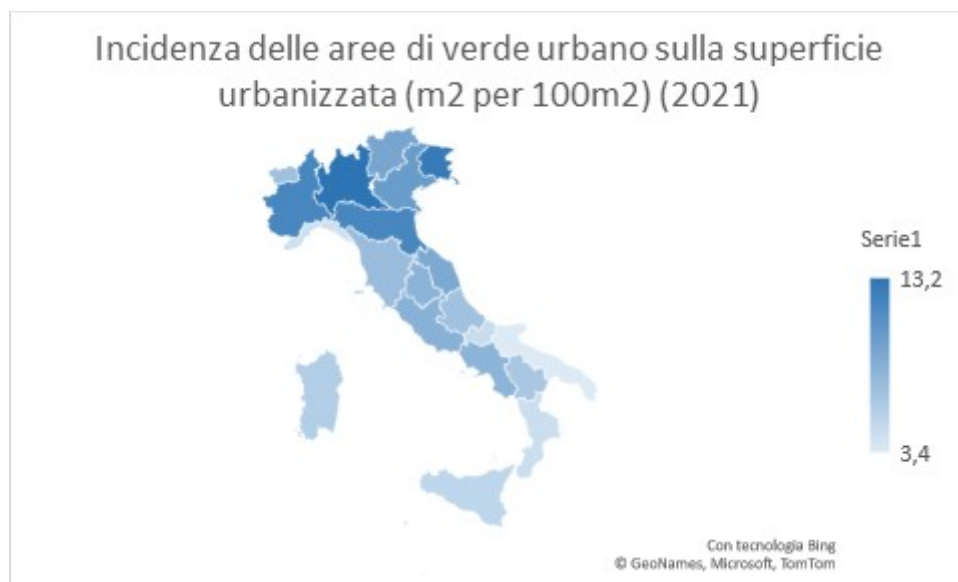 Incidenza delle aree di verde urbano sulla superficie
urbanizzata (m2 per 100m2) (2021)
Serie1
13,2
3,4
Con tecnologia Bing
© GeoNames, Microsoft, TomTom